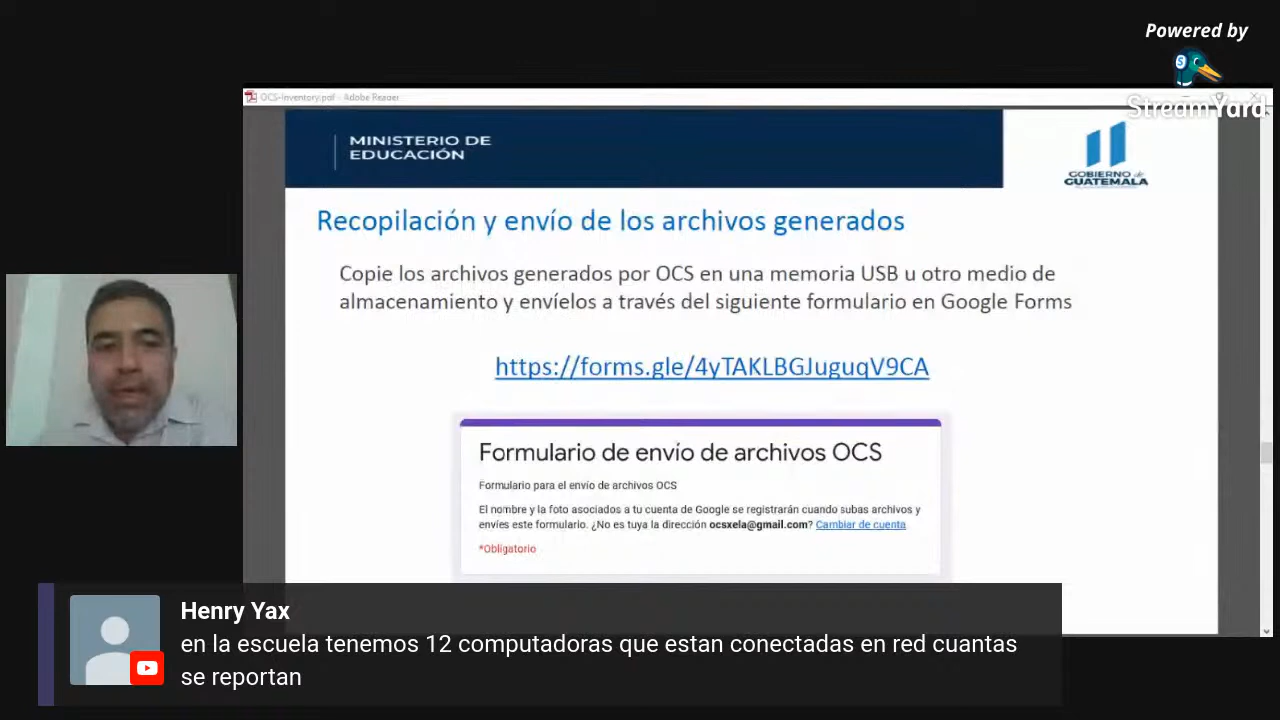 Powered by
StreamYard
OCS-Inventory.pdf - Adobe Reader
MINISTERIO DE
EDUCACIÓN
GOBIERNO de
GUATEMALA
Recopilación y envío de los archivos generados
Copie los archivos generados por OCS en una memoria USB u otro medio de
almacenamiento y envíelos a través del siguiente formulario en Google Forms
https://forms.gle/4yTAKLBGJuguqV9CA
Formulario de envío de archivos OCS
Formulario para el envío de archivos OCS
El nombre y la foto asociados a tu cuenta de Google se registrarán cuando subas archivos y
envíes este formulario. ¿No es tuya la dirección ocsxela@gmail.com? Cambiar de cuenta
*Obligatorio
Henry Yax
en la escuela tenemos 12 computadoras que estan conectadas en red cuantas
se reportan